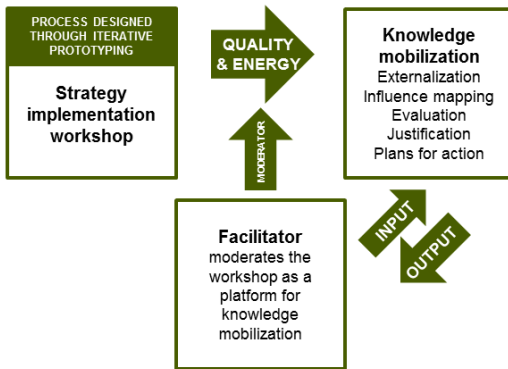 PROCESS DESIGNED
THROUGH ITERATIVE
PROTOTYPING
Strategy
implementation
workshop
QUALITY
& ENERGY
Knowledge
mobilization
Externalization
Influence mapping
Evaluation
Justification
Plans for action
MODERATOR
Facilitator
moderates the
workshop as a
platform for
knowledge
mobilization
INPUT
OUTPUT